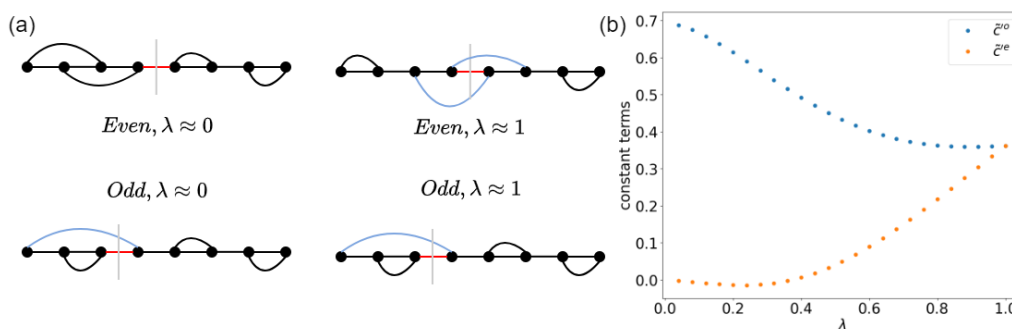 (a)
Even, λ ≈ 0
Even, λ ≈ 1
Odd, λ ≈ 0
Odd, λ ≈ 1
(b)
c̃'ᵒ
c̃'ᵉ
constant terms
0.7
0.6
0.5
0.4
0.3
0.2
0.1
0.0
0.0 0.2 0.4 0.6 0.8 1.0
λ